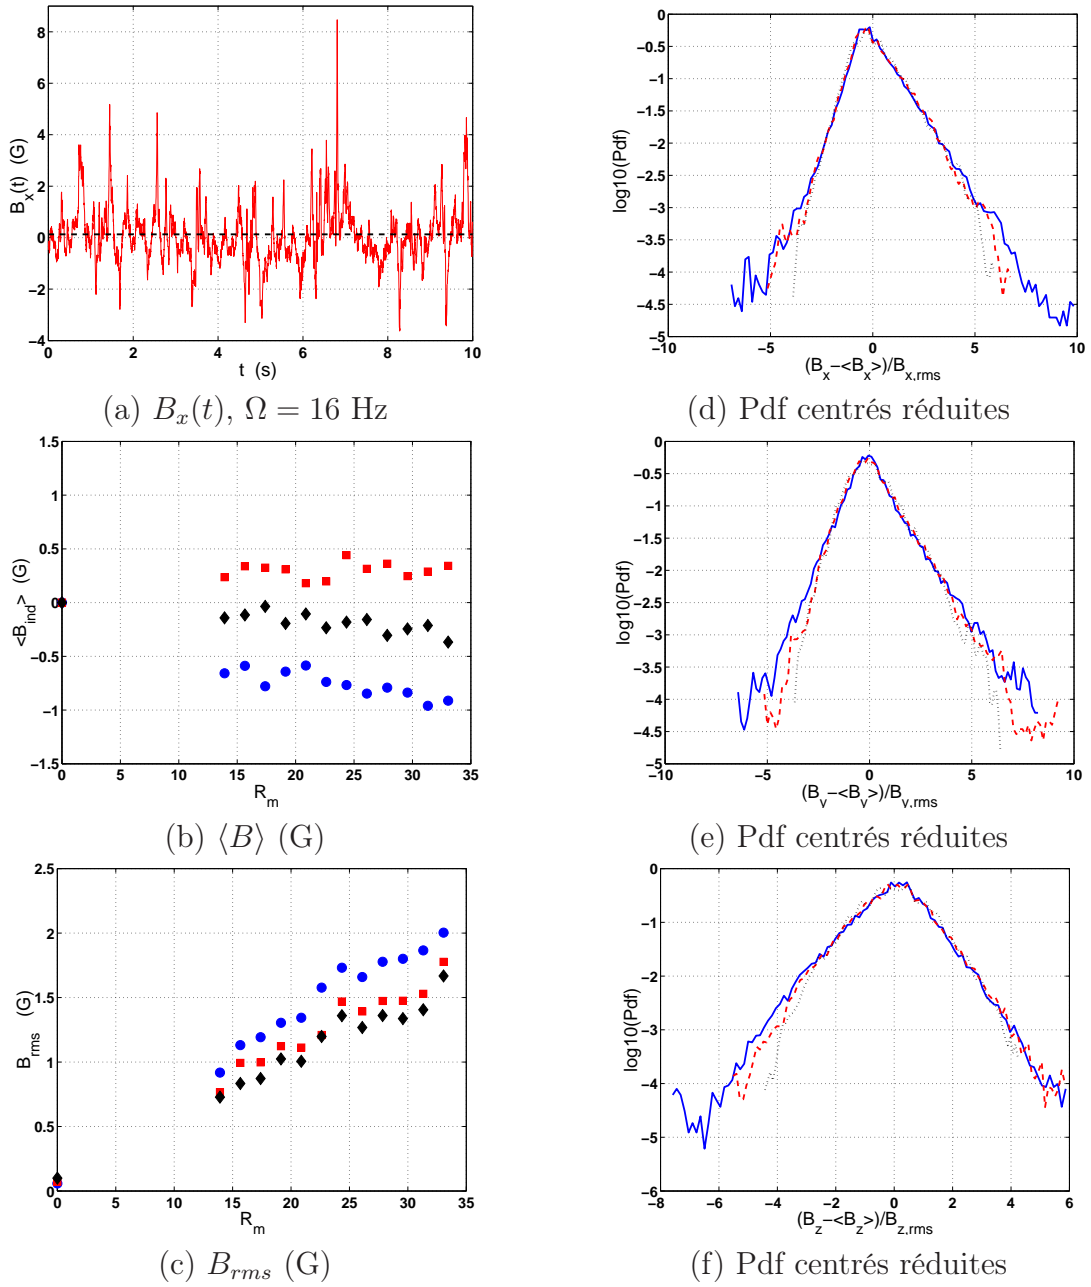 8
6
4
2
0
−2
−4
0 2 4 6 8 10
B_x(t) (G)
t (s)
(a) B_x(t), Ω = 16 Hz
0
−0.5
−1
−1.5
−2
−2.5
−3
−3.5
−4
−4.5
−5
−10 −5 0 5 10
log10(Pdf)
(B_x−<B_x>)/B_x,rms
(d) Pdf centrés réduites
1.5
1
0.5
0
−0.5
−1
−1.5
0 5 10 15 20 25 30 35
<B_ind> (G)
R_m
(b) ⟨B⟩ (G)
0
−0.5
−1
−1.5
−2
−2.5
−3
−3.5
−4
−4.5
−5
−10 −5 0 5 10
log10(Pdf)
(B_y−<B_y>)/B_y,rms
(e) Pdf centrés réduites
2.5
2
1.5
1
0.5
0
0 5 10 15 20 25 30 35
B_rms (G)
R_m
(c) B_rms (G)
0
−1
−2
−3
−4
−5
−6
−8 −6 −4 −2 0 2 4 6
log10(Pdf)
(B_z−<B_z>)/B_z,rms
(f) Pdf centrés réduites